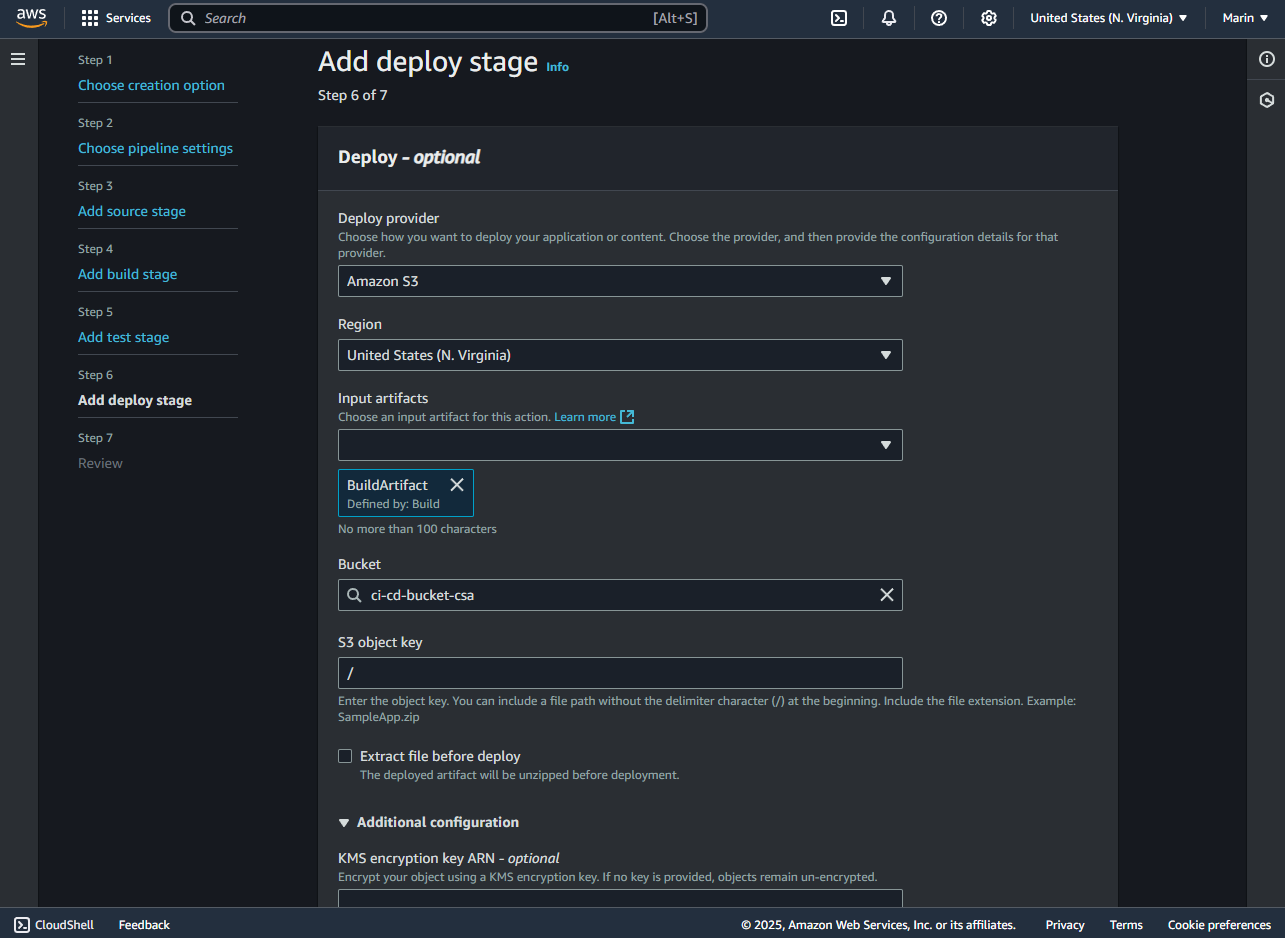 aws
Services
Search
[Alt+S]
United States (N. Virginia)
Marin
Step 1
Choose creation option
Step 2
Choose pipeline settings
Step 3
Add source stage
Step 4
Add build stage
Step 5
Add test stage
Step 6
Add deploy stage
Step 7
Review
Add deploy stage Info
Step 6 of 7
Deploy - optional
Deploy provider
Choose how you want to deploy your application or content. Choose the provider, and then provide the configuration details for that
provider.
Amazon S3
Region
United States (N. Virginia)
Input artifacts
Choose an input artifact for this action. Learn more
BuildArtifact
Defined by: Build
No more than 100 characters
Bucket
ci-cd-bucket-csa
S3 object key
/
Enter the object key. You can include a file path without the delimiter character (/) at the beginning. Include the file extension. Example:
SampleApp.zip
Extract file before deploy
The deployed artifact will be unzipped before deployment.
Additional configuration
KMS encryption key ARN - optional
Encrypt your object using a KMS encryption key. If no key is provided, objects remain un-encrypted.
CloudShell
Feedback
© 2025, Amazon Web Services, Inc. or its affiliates.
Privacy
Terms
Cookie preferences